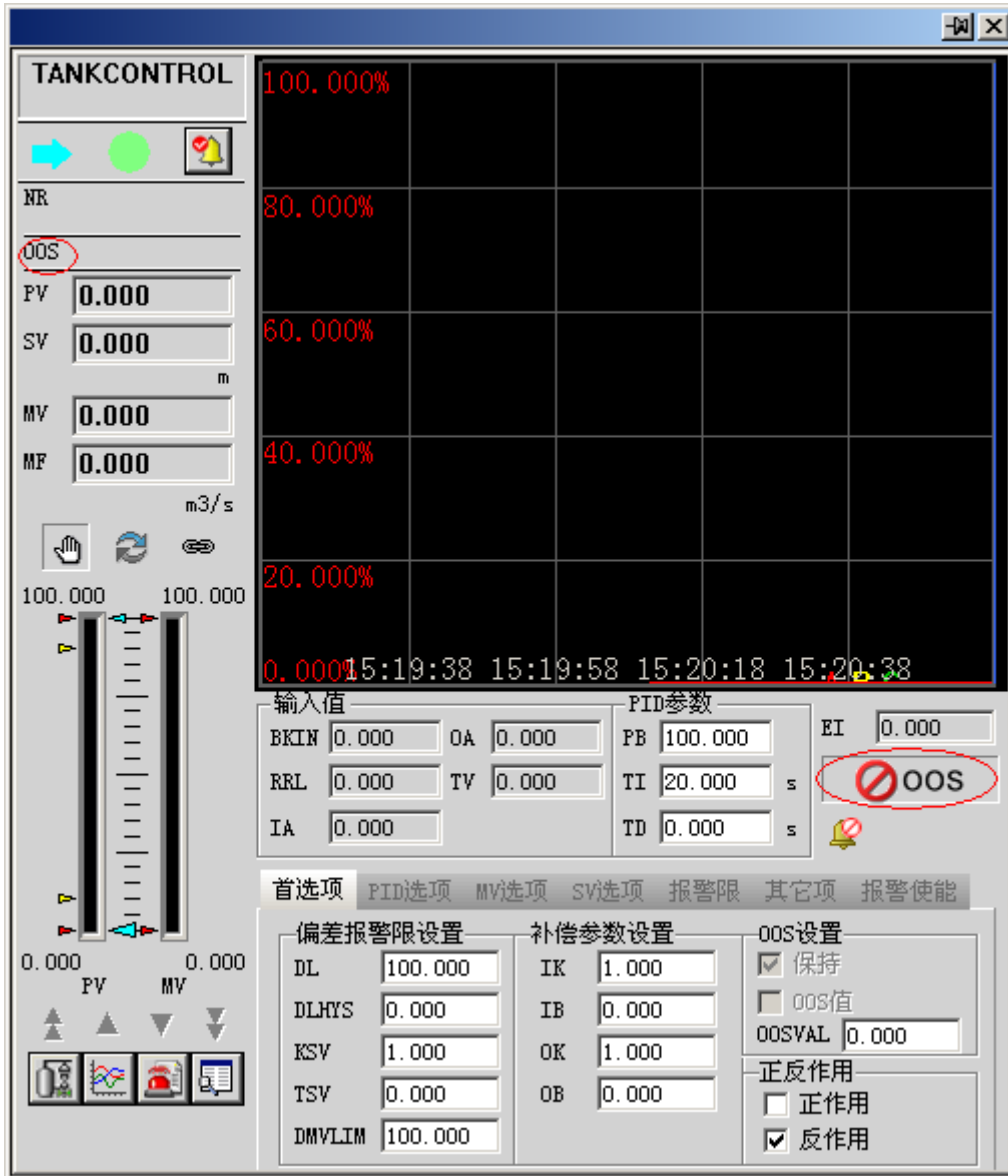 TANKCONTROL
NR
OOS
PV 0.000
SV 0.000
m
MV 0.000
MF 0.000
m3/s
100.000 100.000
0.000 0.000
PV MV
100.000%
80.000%
60.000%
40.000%
20.000%
0.000% 15:19:38 15:19:58 15:20:18 15:20:38
输入值
BKIN 0.000 OA 0.000
RRL 0.000 TV 0.000
IA 0.000
PID参数
PB 100.000
TI 20.000 s
TD 0.000 s
EI 0.000
OOS
首选项 PID选项 MV选项 SV选项 报警限 其它项 报警使能
偏差报警限设置
DL 100.000
DLHYS 0.000
KSV 1.000
TSV 0.000
DMVLIM 100.000
补偿参数设置
IK 1.000
IB 0.000
OK 1.000
OB 0.000
OOS设置
保持
OOS值
OOSVAL 0.000
正反作用
正作用
反作用